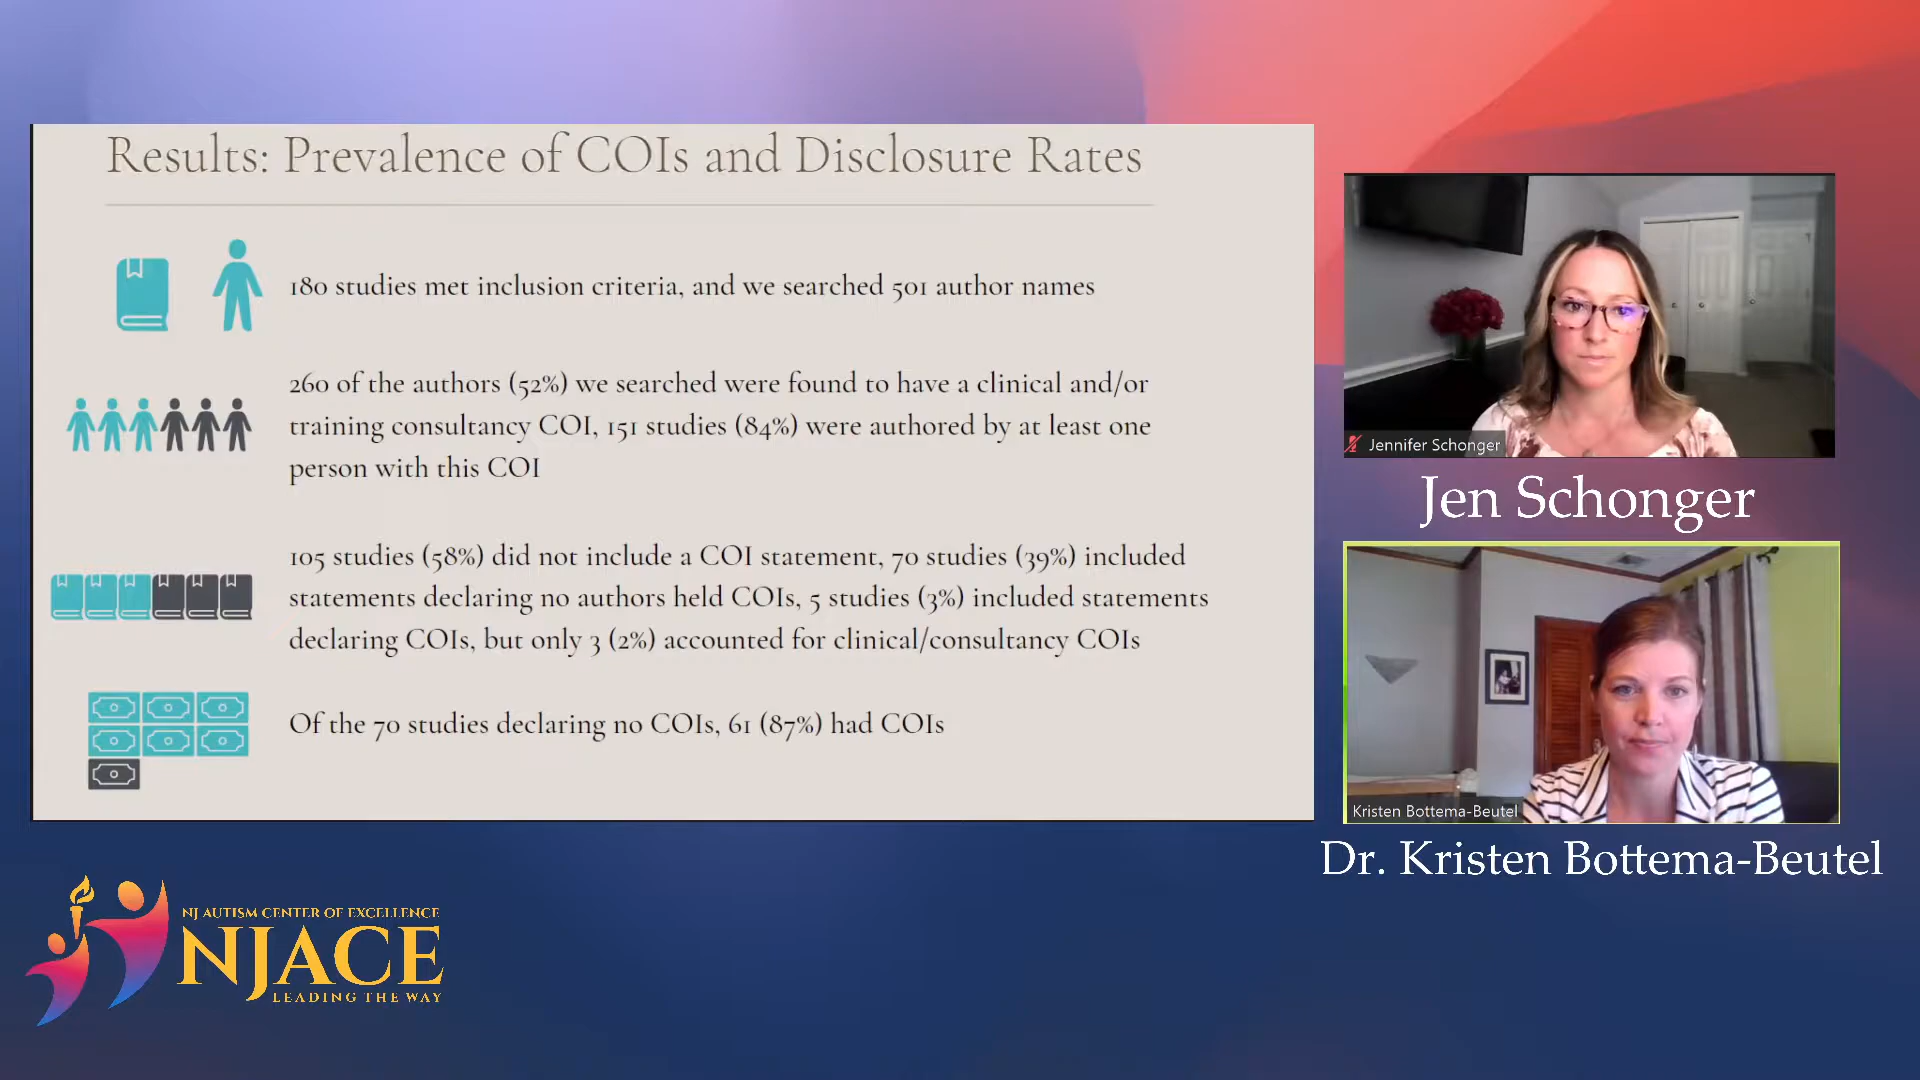 Results: Prevalence of COIs and Disclosure Rates
180 studies met inclusion criteria, and we searched 501 author names
260 of the authors (52%) we searched were found to have a clinical and/or
training consultancy COI, 151 studies (84%) were authored by at least one
person with this COI
105 studies (58%) did not include a COI statement, 70 studies (39%) included
statements declaring no authors held COIs, 5 studies (3%) included statements
declaring COIs, but only 3 (2%) accounted for clinical/consultancy COIs
Of the 70 studies declaring no COIs, 61 (87%) had COIs
Jennifer Schonger
Jen Schonger
Kristen Bottema-Beutel
Dr. Kristen Bottema-Beutel
NJ AUTISM CENTER OF EXCELLENCE
NJACE
LEADING THE WAY